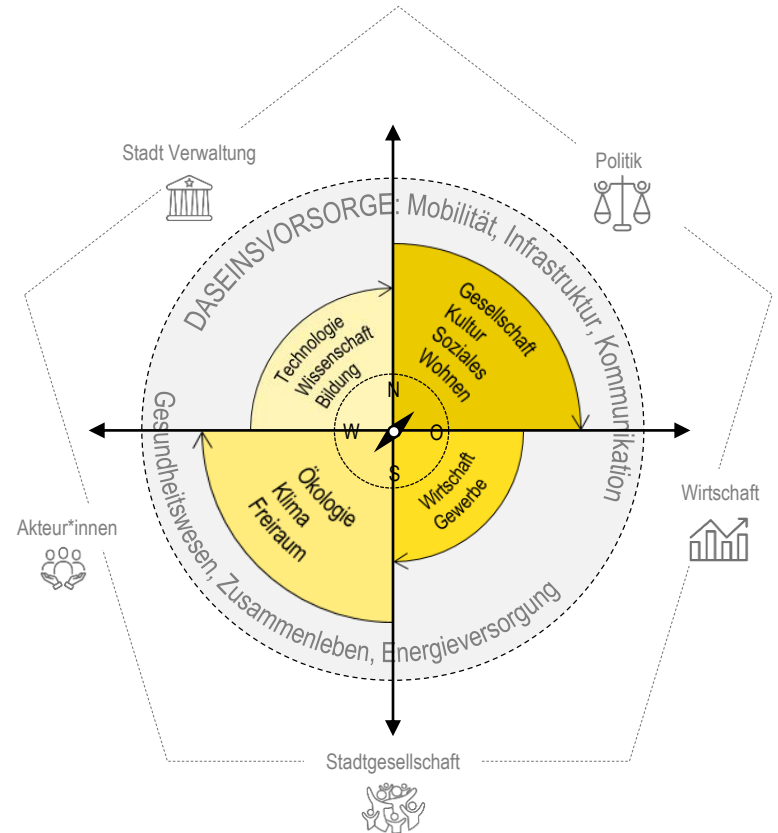 Stadt Verwaltung
Politik
DASEINSVORSORGE: Mobilität, Infrastruktur, Kommunikation
Technologie
Wissenschaft
Bildung
Gesellschaft
Kultur
Soziales
Wohnen
N
W
O
S
Ökologie
Klima
Freiraum
Wirtschaft
Gewerbe
Gesundheitswesen, Zusammenleben, Energieversorgung
Akteur*innen
Wirtschaft
Stadtgesellschaft